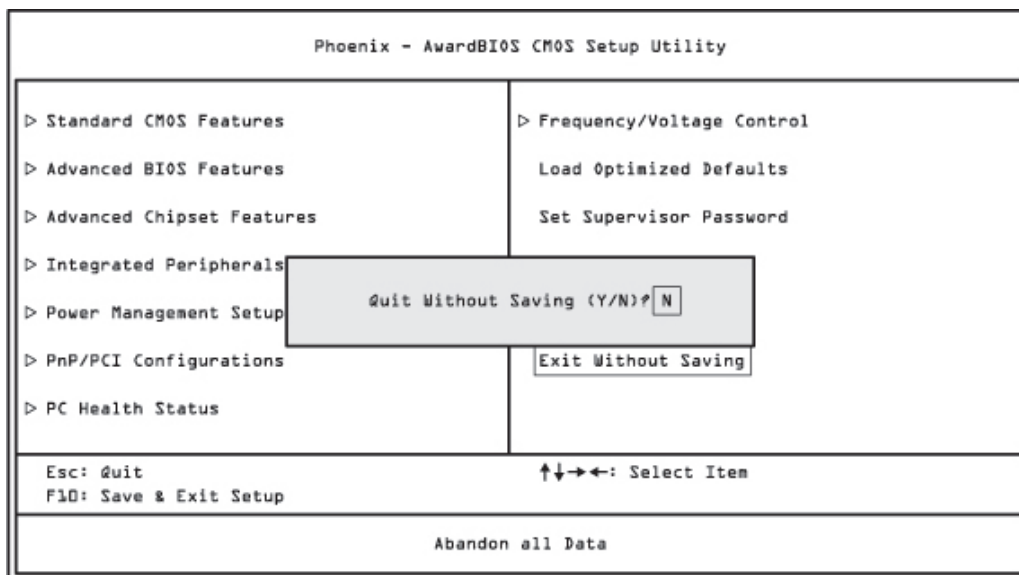 Phoenix - AwardBIOS CMOS Setup Utility
▷ Standard CMOS Features
▷ Advanced BIOS Features
▷ Advanced Chipset Features
▷ Integrated Peripherals
▷ Power Management Setup
▷ PnP/PCI Configurations
▷ PC Health Status
▷ Frequency/Voltage Control
Load Optimized Defaults
Set Supervisor Password
Quit Without Saving (Y/N)? N
Exit Without Saving
Esc: Quit
F10: Save & Exit Setup
↑↓→←: Select Item
Abandon all Data